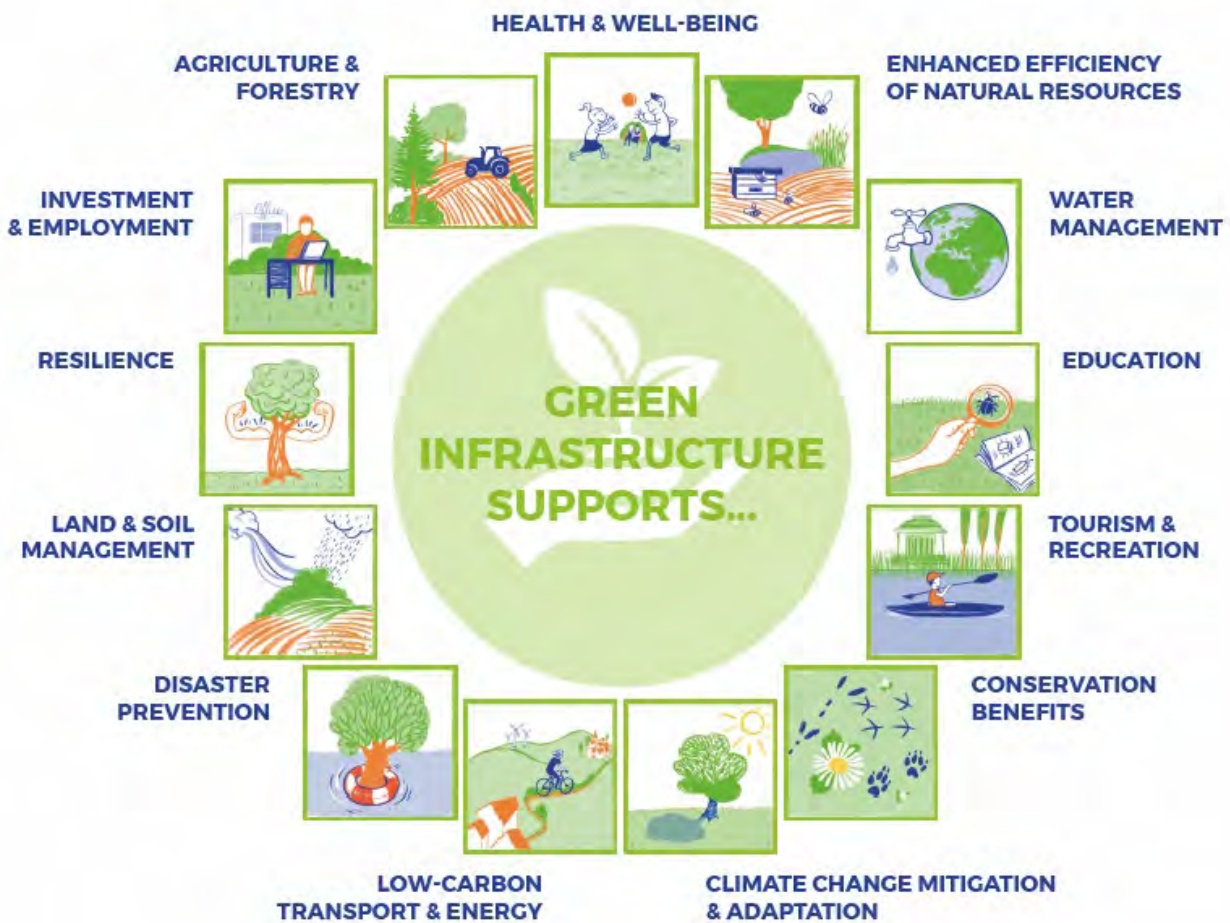 HEALTH & WELL-BEING
AGRICULTURE &
FORESTRY
ENHANCED EFFICIENCY
OF NATURAL RESOURCES
INVESTMENT
& EMPLOYMENT
Office
WATER
MANAGEMENT
RESILIENCE
EDUCATION
GREEN
INFRASTRUCTURE
SUPPORTS...
LAND & SOIL
MANAGEMENT
TOURISM &
RECREATION
DISASTER
PREVENTION
CONSERVATION
BENEFITS
LOW-CARBON
TRANSPORT & ENERGY
CLIMATE CHANGE MITIGATION
& ADAPTATION